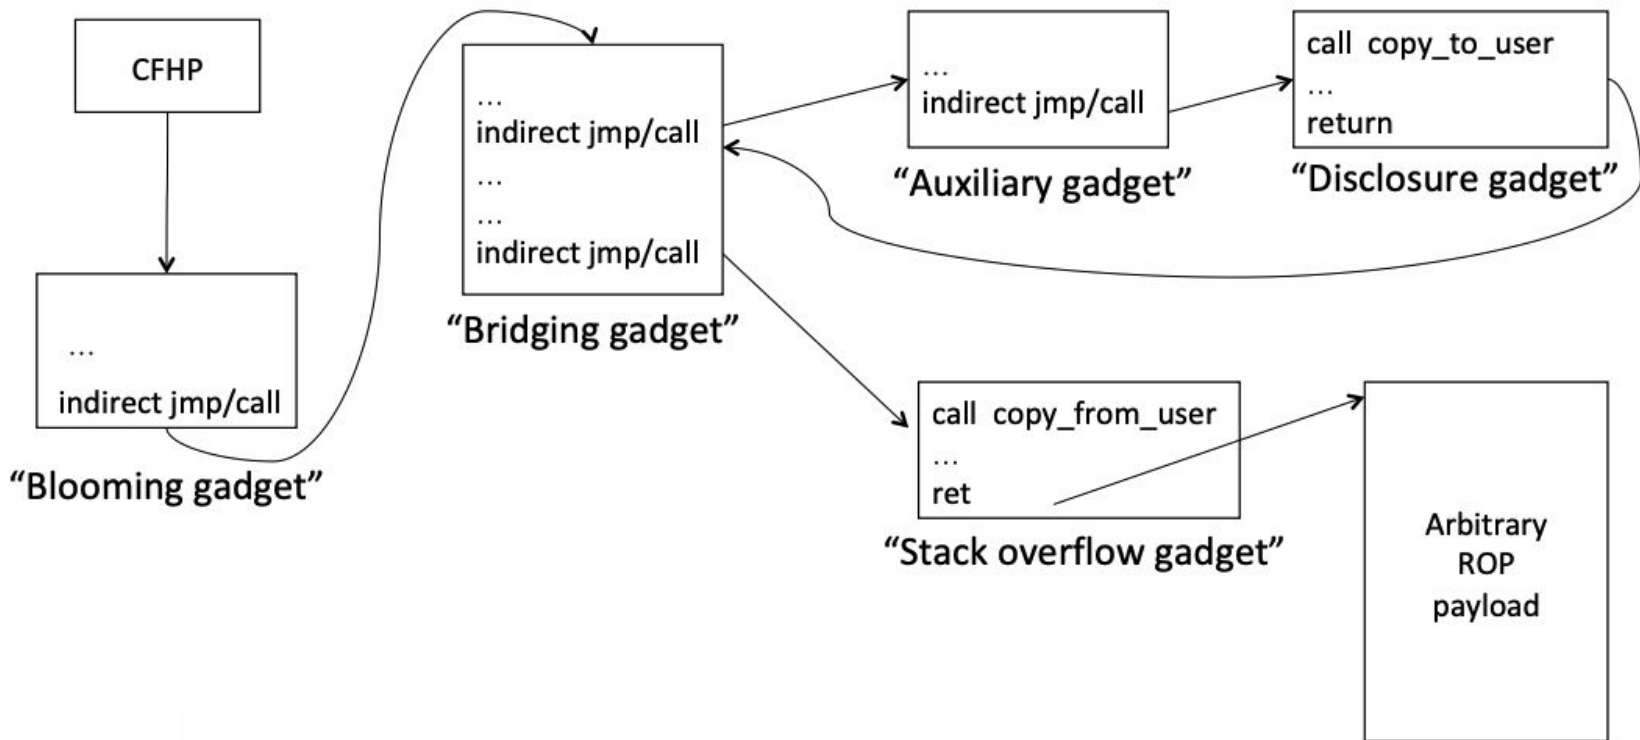 CFHP
...
indirect jmp/call
“Blooming gadget”
...
indirect jmp/call
...
...
indirect jmp/call
“Bridging gadget”
...
indirect jmp/call
“Auxiliary gadget”
call copy_to_user
...
return
“Disclosure gadget”
call copy_from_user
...
ret
“Stack overflow gadget”
Arbitrary
ROP
payload